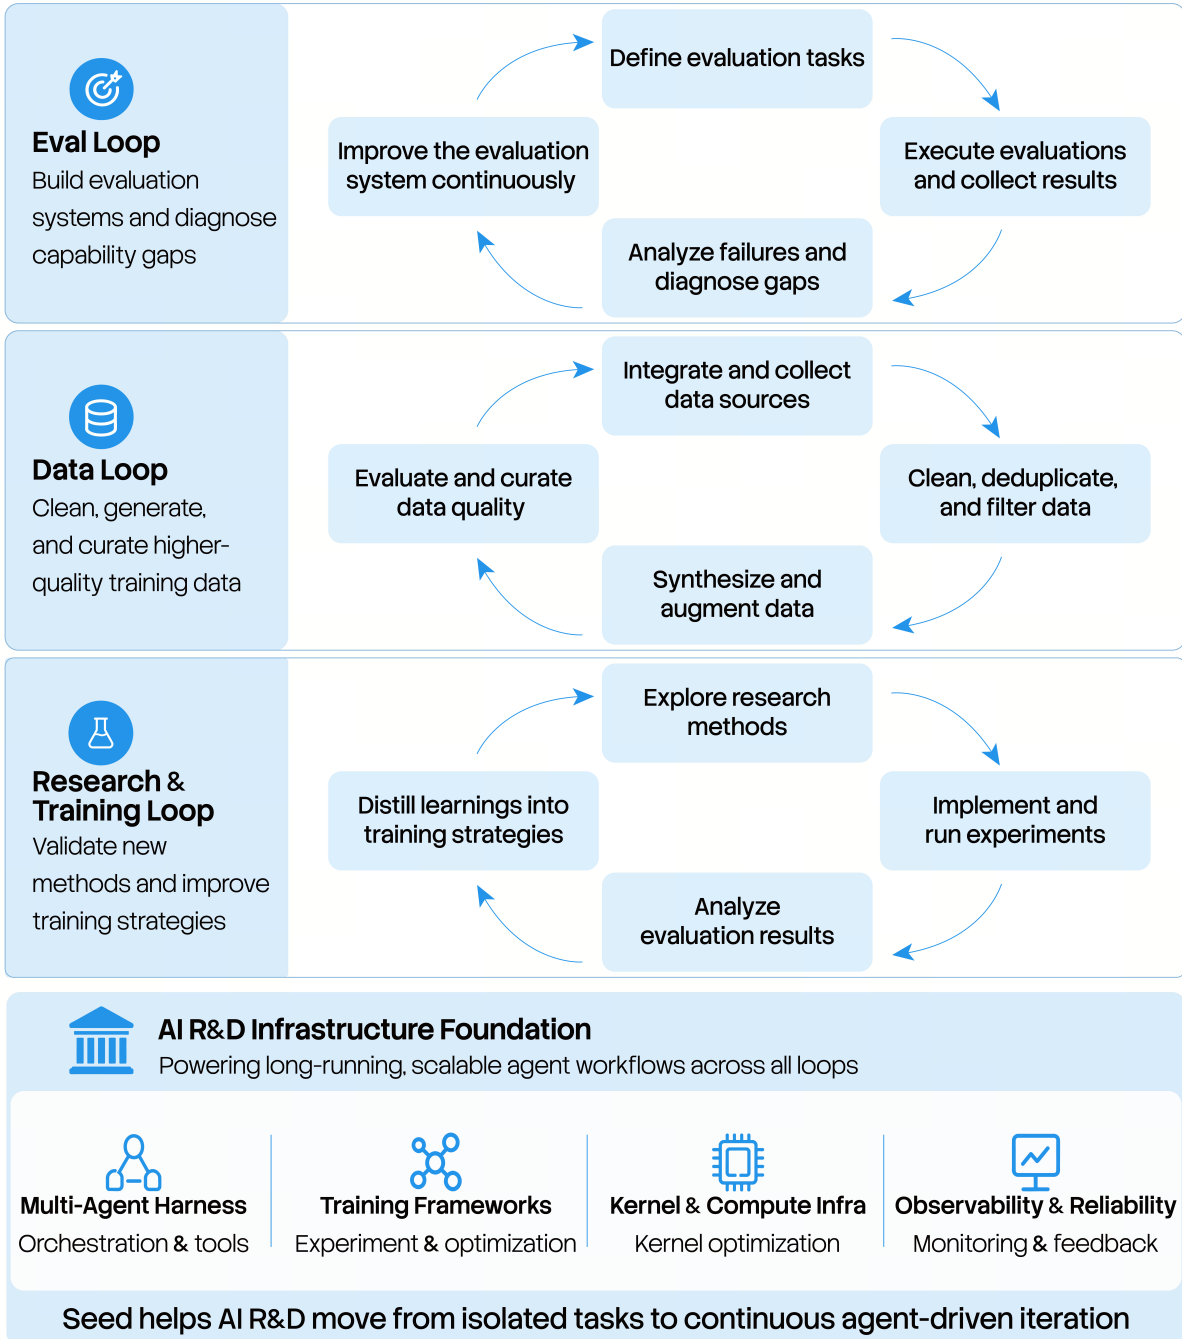 Eval Loop
Build evaluation
systems and diagnose
capability gaps
Define evaluation tasks
Execute evaluations
and collect results
Analyze failures and
diagnose gaps
Improve the evaluation
system continuously
Data Loop
Clean, generate,
and curate higher-
quality training data
Integrate and collect
data sources
Clean, deduplicate,
and filter data
Synthesize and
augment data
Evaluate and curate
data quality
Research &
Training Loop
Validate new
methods and improve
training strategies
Explore research
methods
Implement and
run experiments
Analyze
evaluation results
Distill learnings into
training strategies
AI R&D Infrastructure Foundation
Powering long-running, scalable agent workflows across all loops
Multi-Agent Harness
Orchestration & tools
Training Frameworks
Experiment & optimization
Kernel & Compute Infra
Kernel optimization
Observability & Reliability
Monitoring & feedback
Seed helps AI R&D move from isolated tasks to continuous agent-driven iteration